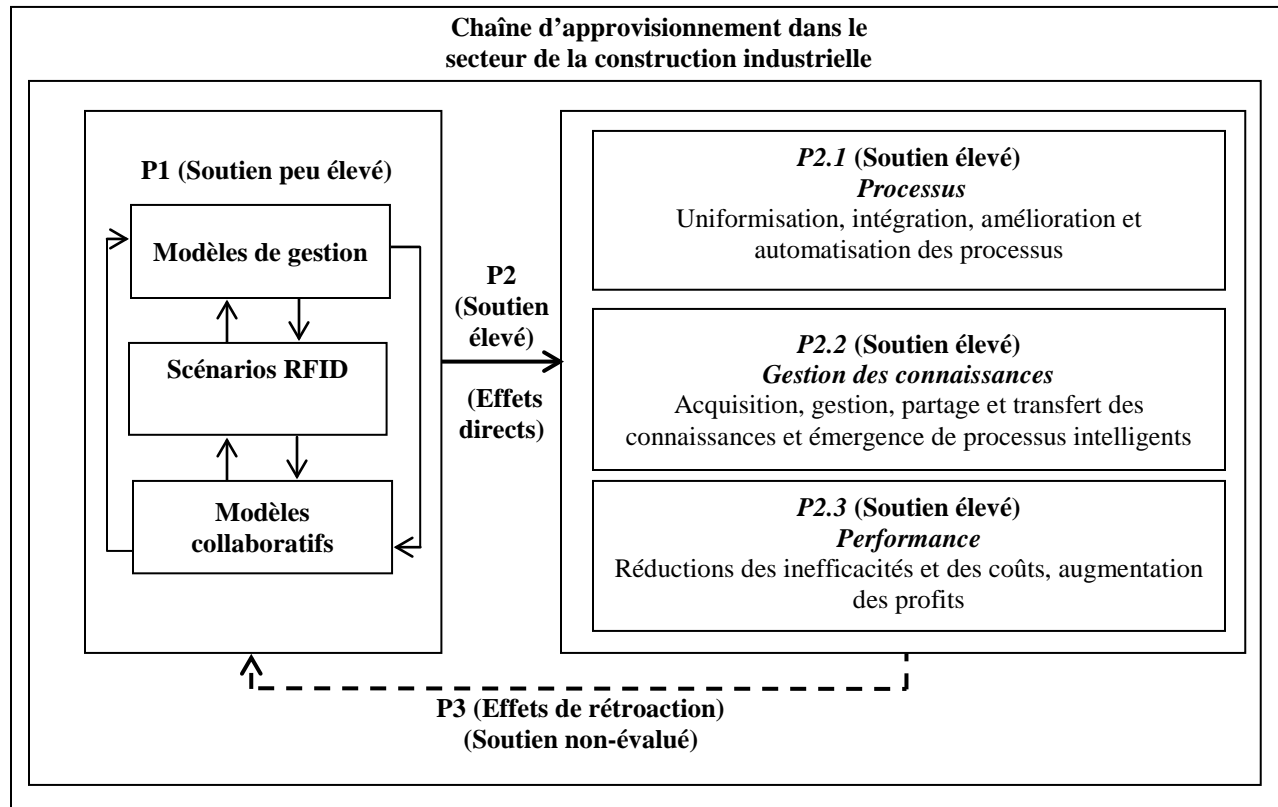 Chaîne d’approvisionnement dans le
secteur de la construction industrielle
P1 (Soutien peu élevé)
Modèles de gestion
Scénarios RFID
Modèles
collaboratifs
P2
(Soutien
élevé)
(Effets
directs)
P2.1 (Soutien élevé)
Processus
Uniformisation, intégration, amélioration et
automatisation des processus
P2.2 (Soutien élevé)
Gestion des connaissances
Acquisition, gestion, partage et transfert des
connaissances et émergence de processus intelligents
P2.3 (Soutien élevé)
Performance
Réductions des inefficacités et des coûts, augmentation
des profits
P3 (Effets de rétroaction)
(Soutien non-évalué)